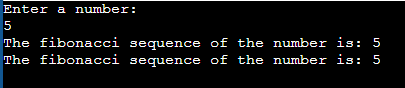 Enter a number:
5
The fibonacci sequence of the number is: 5
The fibonacci sequence of the number is: 5